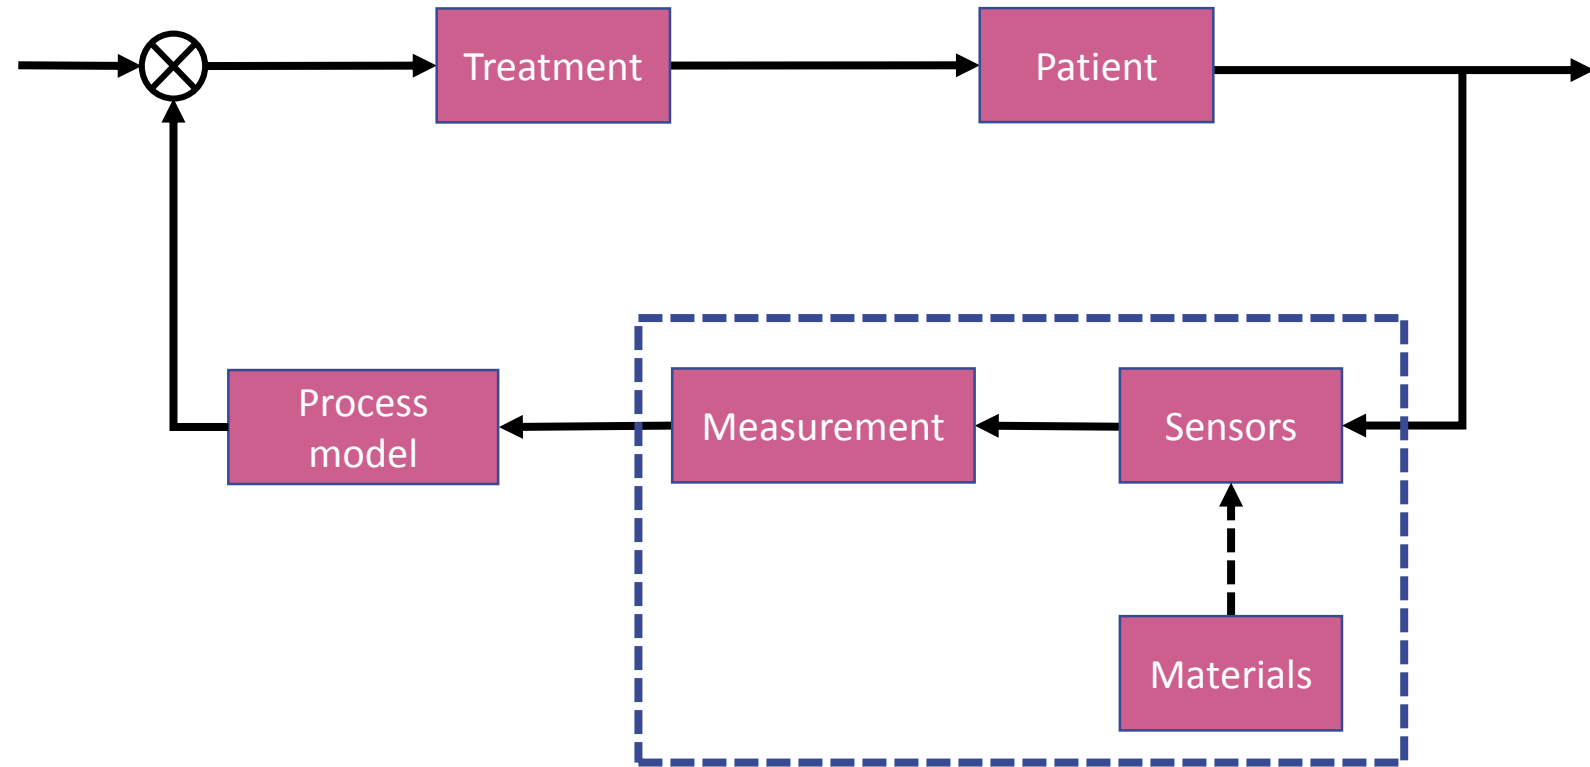 Treatment
Patient
Process
model
Measurement
Sensors
Materials